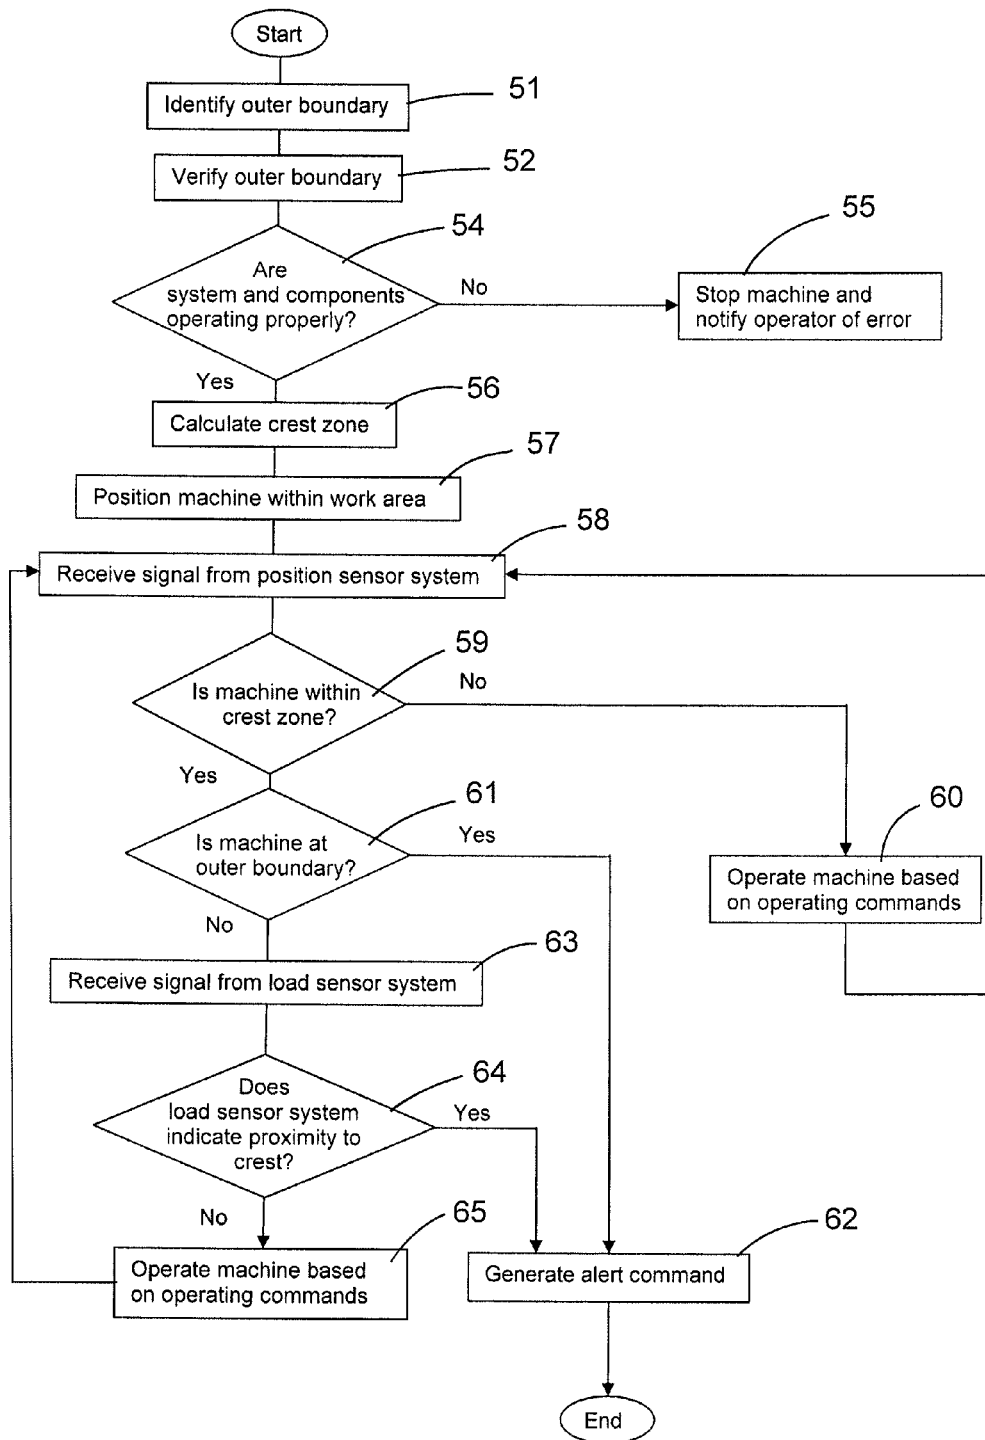 Start
51
Identify outer boundary
52
Verify outer boundary
54
55
Are
system and components
operating properly?
No
Stop machine and
notify operator of error
Yes
56
Calculate crest zone
57
Position machine within work area
58
Receive signal from position sensor system
59
Is machine within
crest zone?
No
Yes
61
60
Is machine at
outer boundary?
Yes
Operate machine based
on operating commands
No
63
Receive signal from load sensor system
64
Does
load sensor system
indicate proximity to
crest?
Yes
No
65
62
Operate machine based
on operating commands
Generate alert command
End